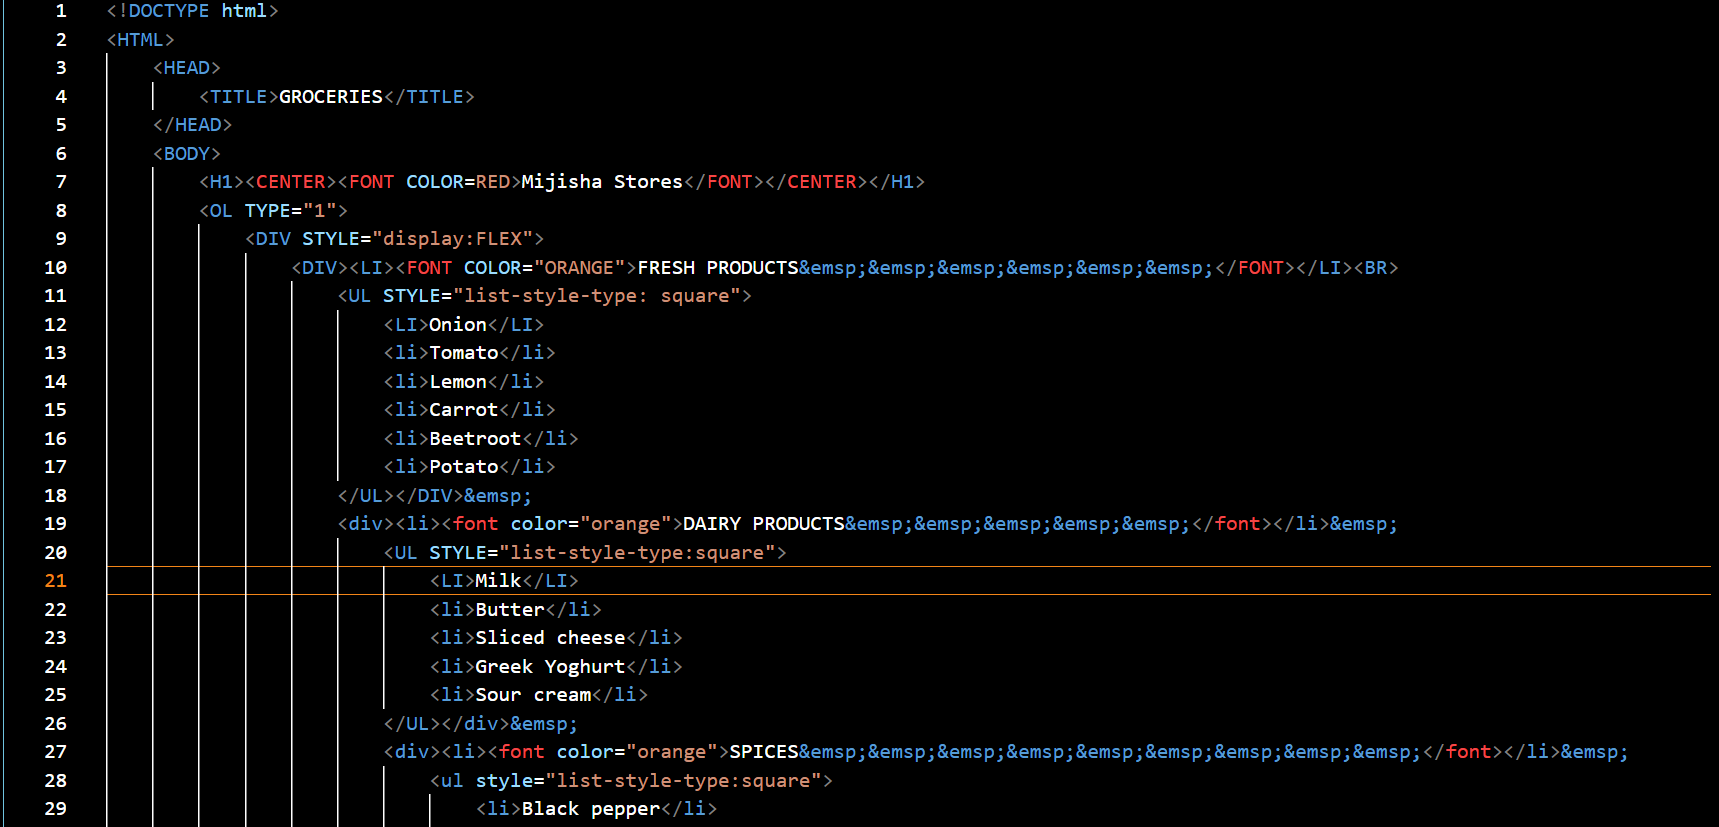 1 <!DOCTYPE html>
2 <HTML>
3 <HEAD>
4 <TITLE>GROCERIES</TITLE>
5 </HEAD>
6 <BODY>
7 <H1><CENTER><FONT COLOR=RED>Mijisha Stores</FONT></CENTER></H1>
8 <OL TYPE="1">
9 <DIV STYLE="display:FLEX">
10 <DIV><LI><FONT COLOR="ORANGE">FRESH PRODUCTS&emsp;&emsp;&emsp;&emsp;&emsp;&emsp;</FONT></LI><BR>
11 <UL STYLE="list-style-type: square">
12 <LI>Onion</LI>
13 <li>Tomato</li>
14 <li>Lemon</li>
15 <li>Carrot</li>
16 <li>Beetroot</li>
17 <li>Potato</li>
18 </UL></DIV>&emsp;
19 <div><li><font color="orange">DAIRY PRODUCTS&emsp;&emsp;&emsp;&emsp;&emsp;</font></li>&emsp;
20 <UL STYLE="list-style-type:square">
21 <LI>Milk</LI>
22 <li>Butter</li>
23 <li>Sliced cheese</li>
24 <li>Greek Yoghurt</li>
25 <li>Sour cream</li>
26 </UL></div>&emsp;
27 <div><li><font color="orange">SPICES&emsp;&emsp;&emsp;&emsp;&emsp;&emsp;&emsp;&emsp;&emsp;</font></li>&emsp;
28 <ul style="list-style-type:square">
29 <li>Black pepper</li>